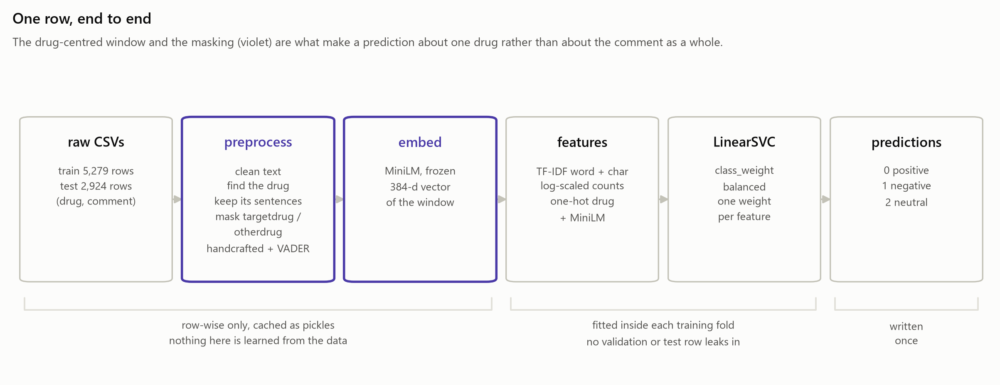 One row, end to end
The drug-centred window and the masking (violet) are what make a prediction about one drug rather than about the comment as a whole.
raw CSVs
train 5,279 rows
test 2,924 rows
(drug, comment)
preprocess
clean text
find the drug
keep its sentences
mask targetdrug /
otherdrug
handcrafted + VADER
embed
MiniLM, frozen
384-d vector
of the window
features
TF-IDF word + char
log-scaled counts
one-hot drug
+ MiniLM
LinearSVC
class_weight
balanced
one weight
per feature
predictions
0 positive
1 negative
2 neutral
row-wise only, cached as pickles
nothing here is learned from the data
fitted inside each training fold
no validation or test row leaks in
written
once